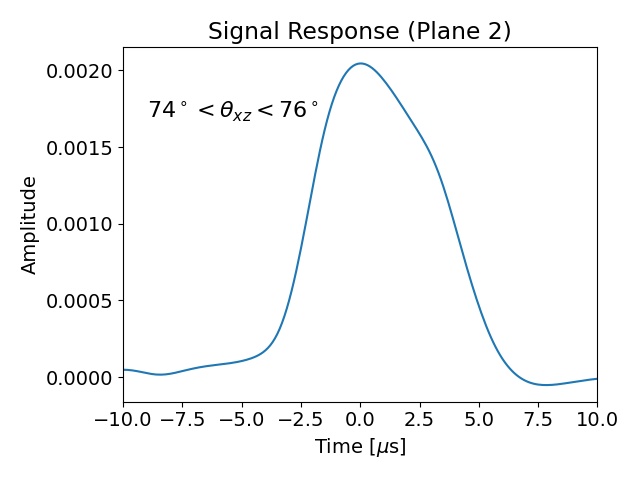 Signal Response (Plane 2)
0.0020
74° < θxz < 76°
0.0015
0.0010
0.0005
0.0000
Amplitude
−10.0 −7.5 −5.0 −2.5 0.0 2.5 5.0 7.5 10.0
Time [μs]